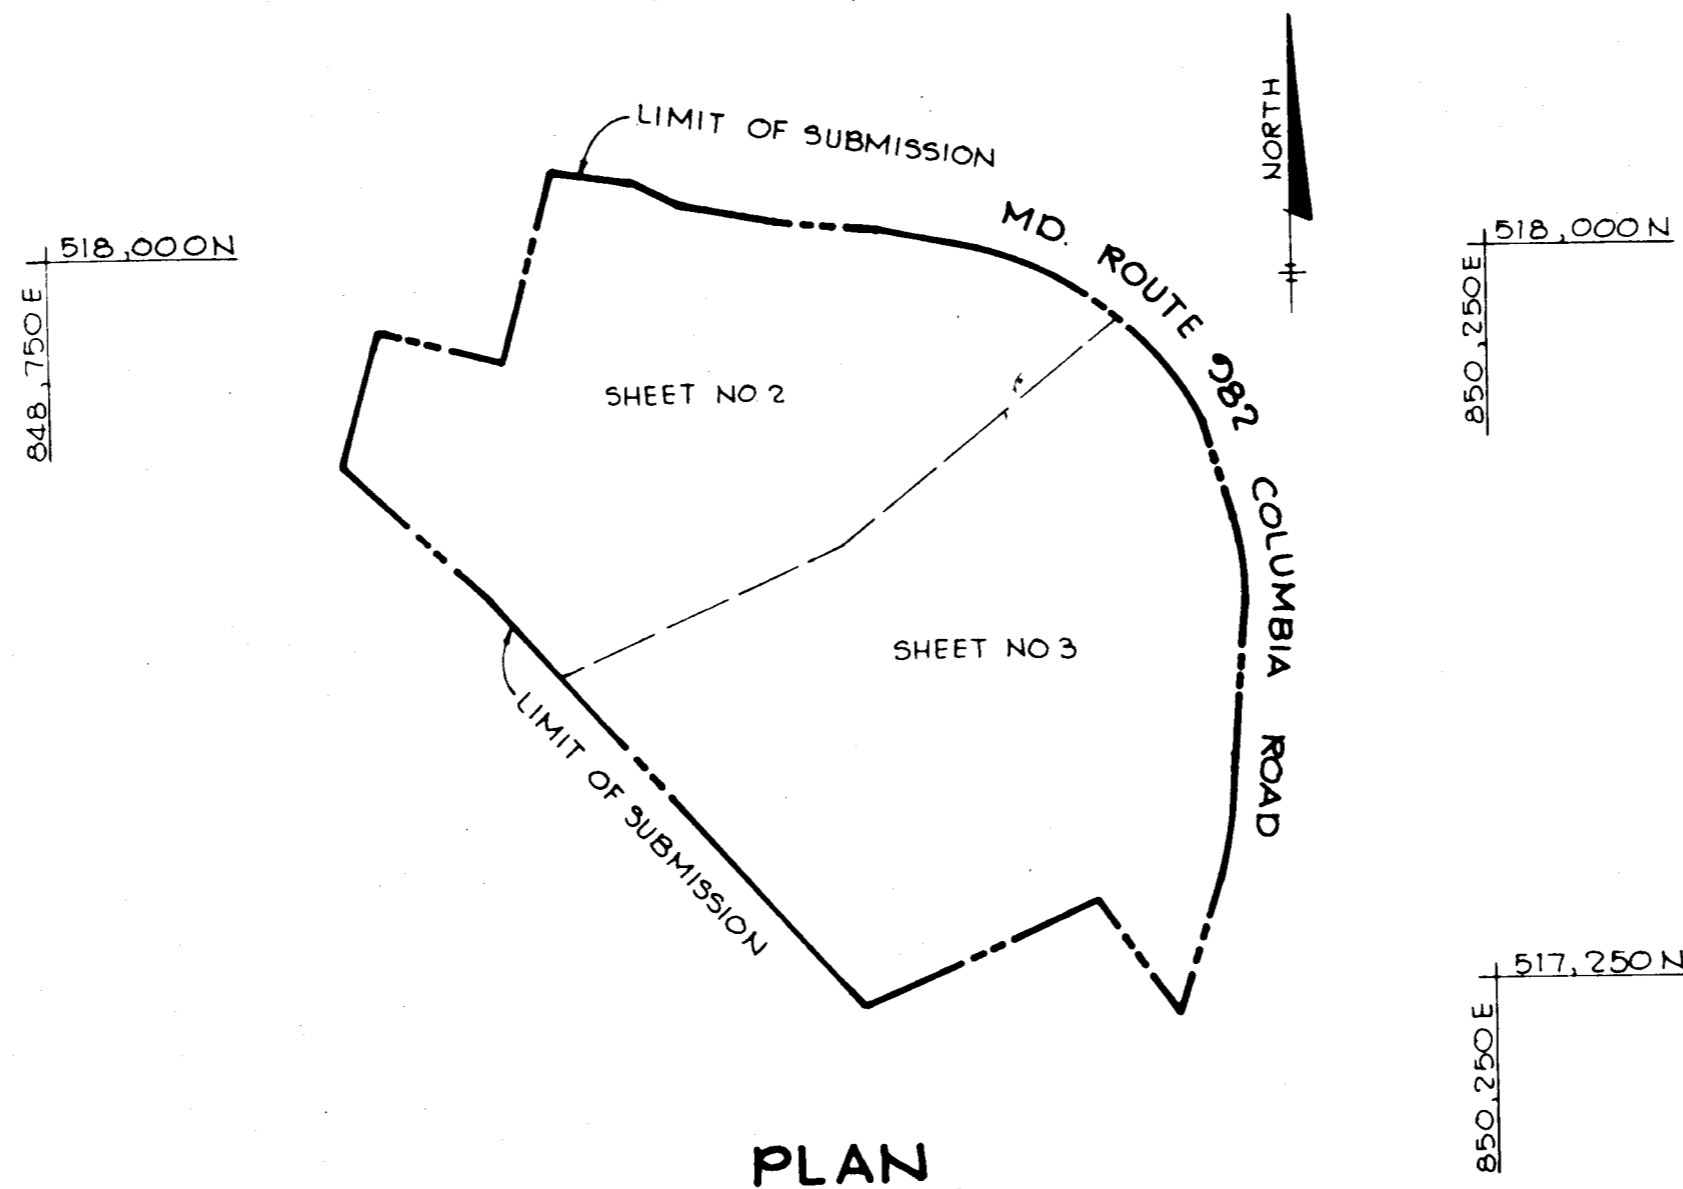 LIMIT OF SUBMISSION
NORTH
MD. ROUTE 982 COLUMBIA ROAD
518,000N
848,750E
518,000N
850,250E
SHEET NO. 2
SHEET NO 3
LIMIT OF SUBMISSION
517,250N
850,250E
PLAN